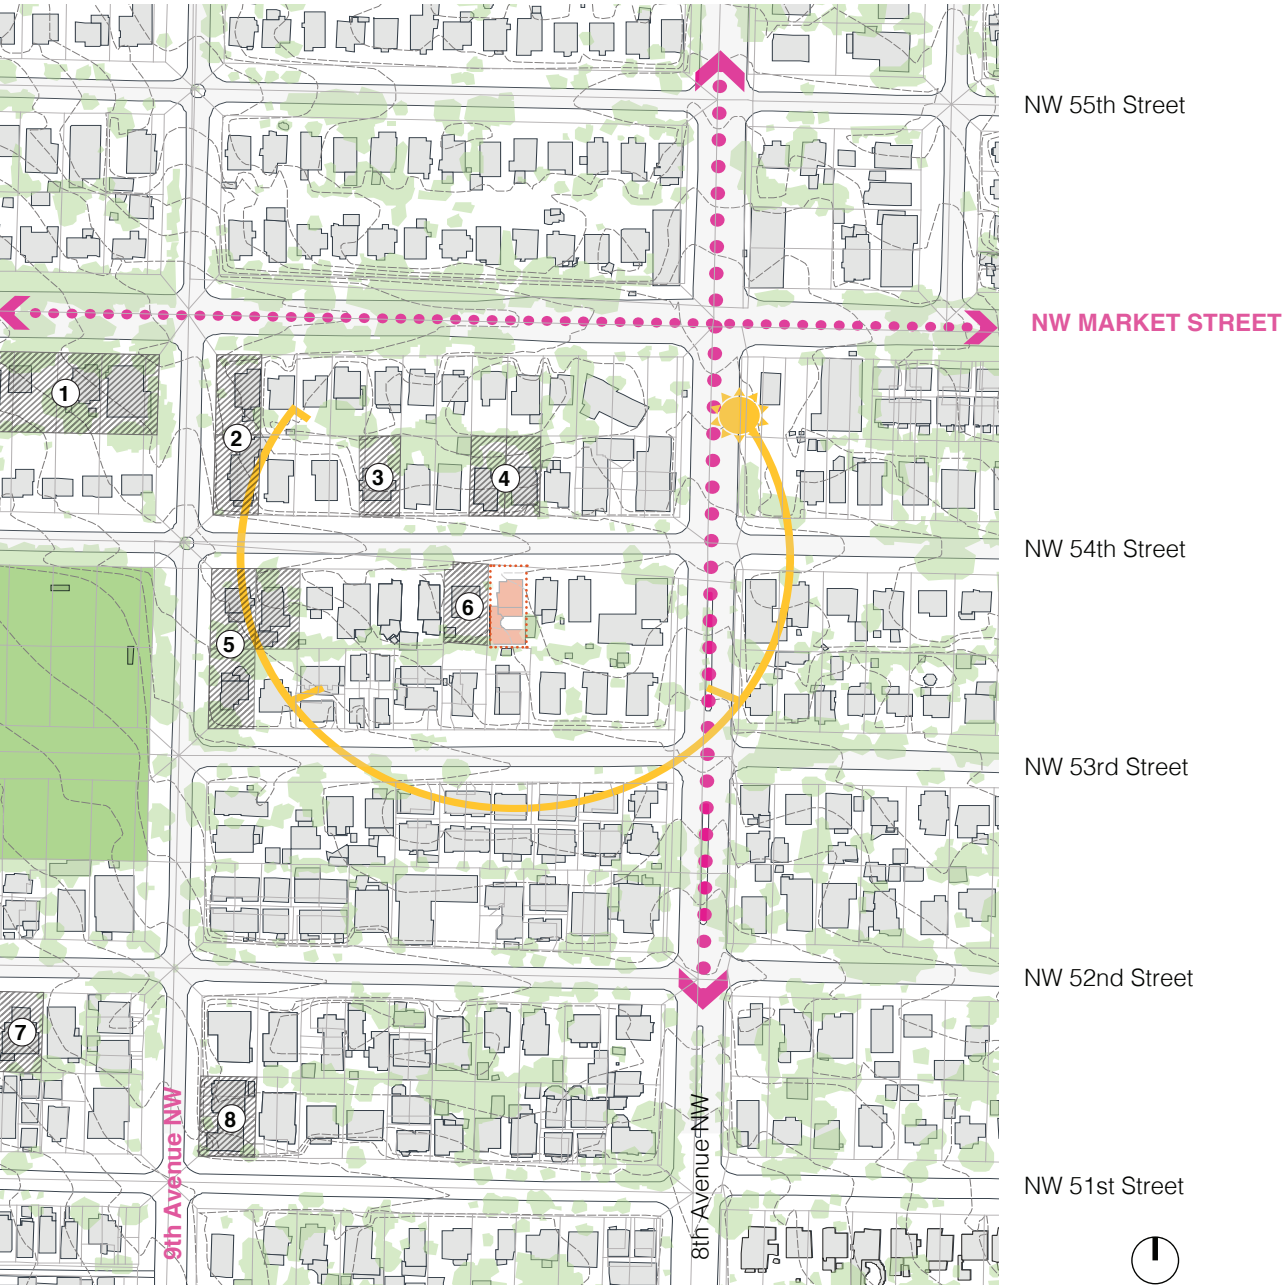 NW 55th Street
NW MARKET STREET
1
2
3
4
NW 54th Street
6
5
NW 53rd Street
NW 52nd Street
7
8
9th Avenue NW
8th Avenue NW
NW 51st Street